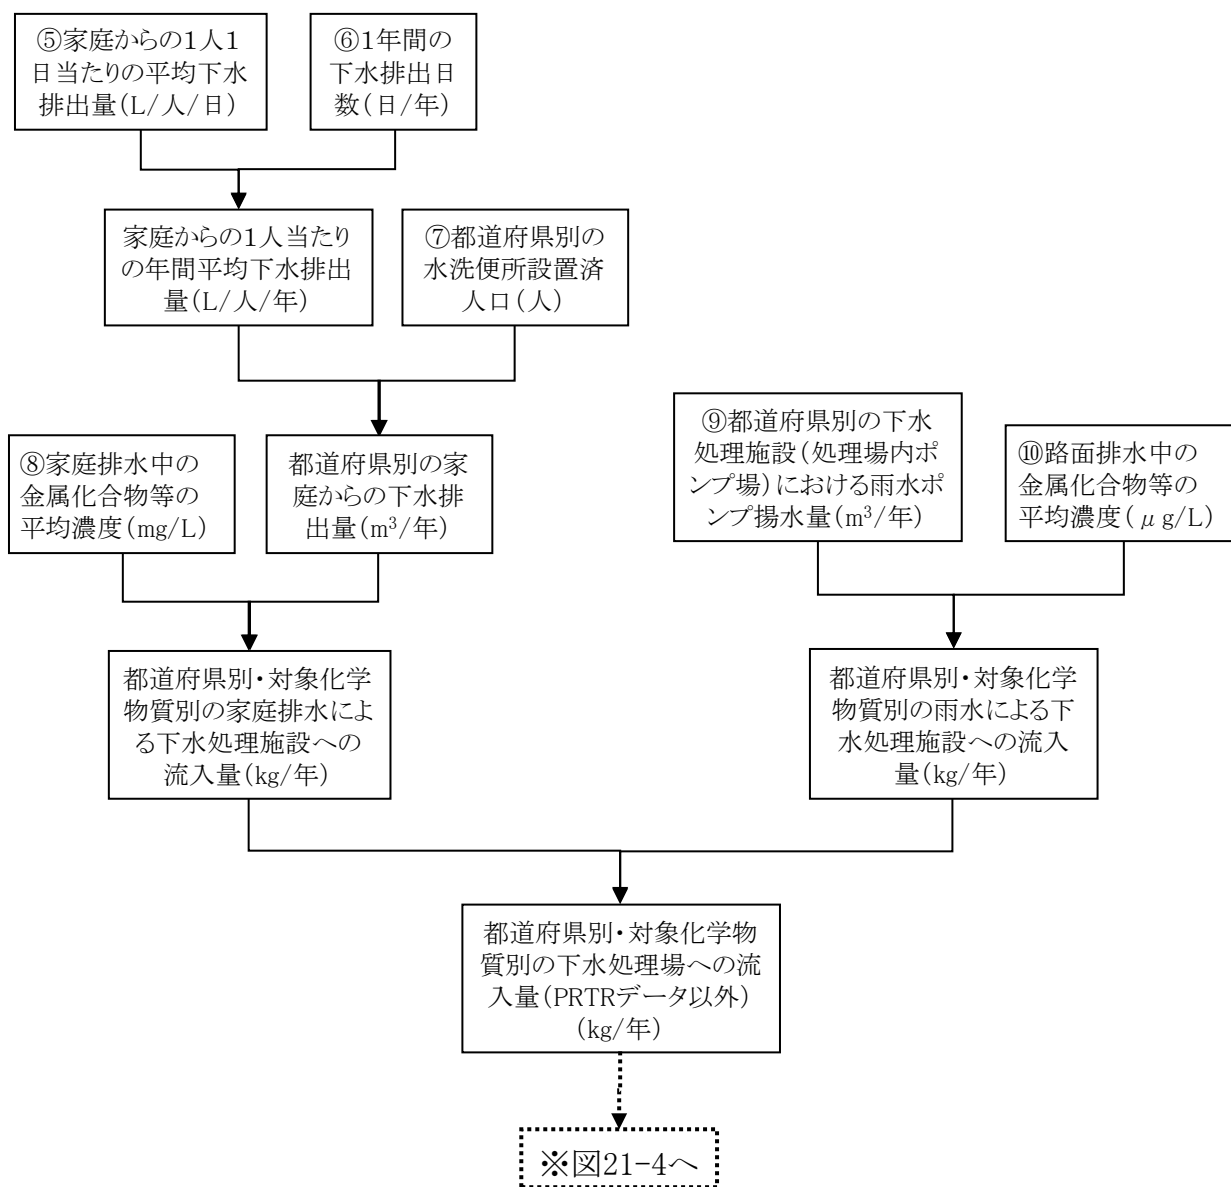 ⑤家庭からの1人1
日当たりの平均下水
排出量(L/人/日)
⑥1年間の
下水排出日
数(日/年)
家庭からの1人当たり
の年間平均下水排出
量(L/人/年)
⑦都道府県別の
水洗便所設置済
人口(人)
⑧家庭排水中の
金属化合物等の
平均濃度(mg/L)
都道府県別の家
庭からの下水排
出量(m³/年)
⑨都道府県別の下水
処理施設(処理場内ポ
ンプ場)における雨水ポ
ンプ揚水量(m³/年)
⑩路面排水中の
金属化合物等の
平均濃度(μg/L)
都道府県別・対象化学
物質別の家庭排水によ
る下水処理施設への
流入量(kg/年)
都道府県別・対象化学
物質別の雨水による下
水処理施設への流入
量(kg/年)
都道府県別・対象化学物
質別の下水処理場への流
入量(PRTRデータ以外)
(kg/年)
※図21-4へ